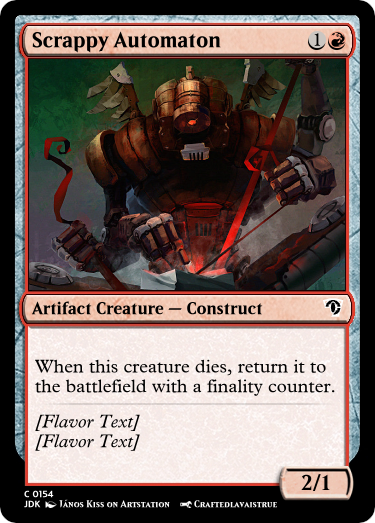 Scrappy Automaton 1
Artifact Creature — Construct
When this creature dies, return it to
the battlefield with a finality counter.
[Flavor Text]
[Flavor Text]
2/1
C 0154
JDK János Kiss on Artstation Craftedlavaistrue